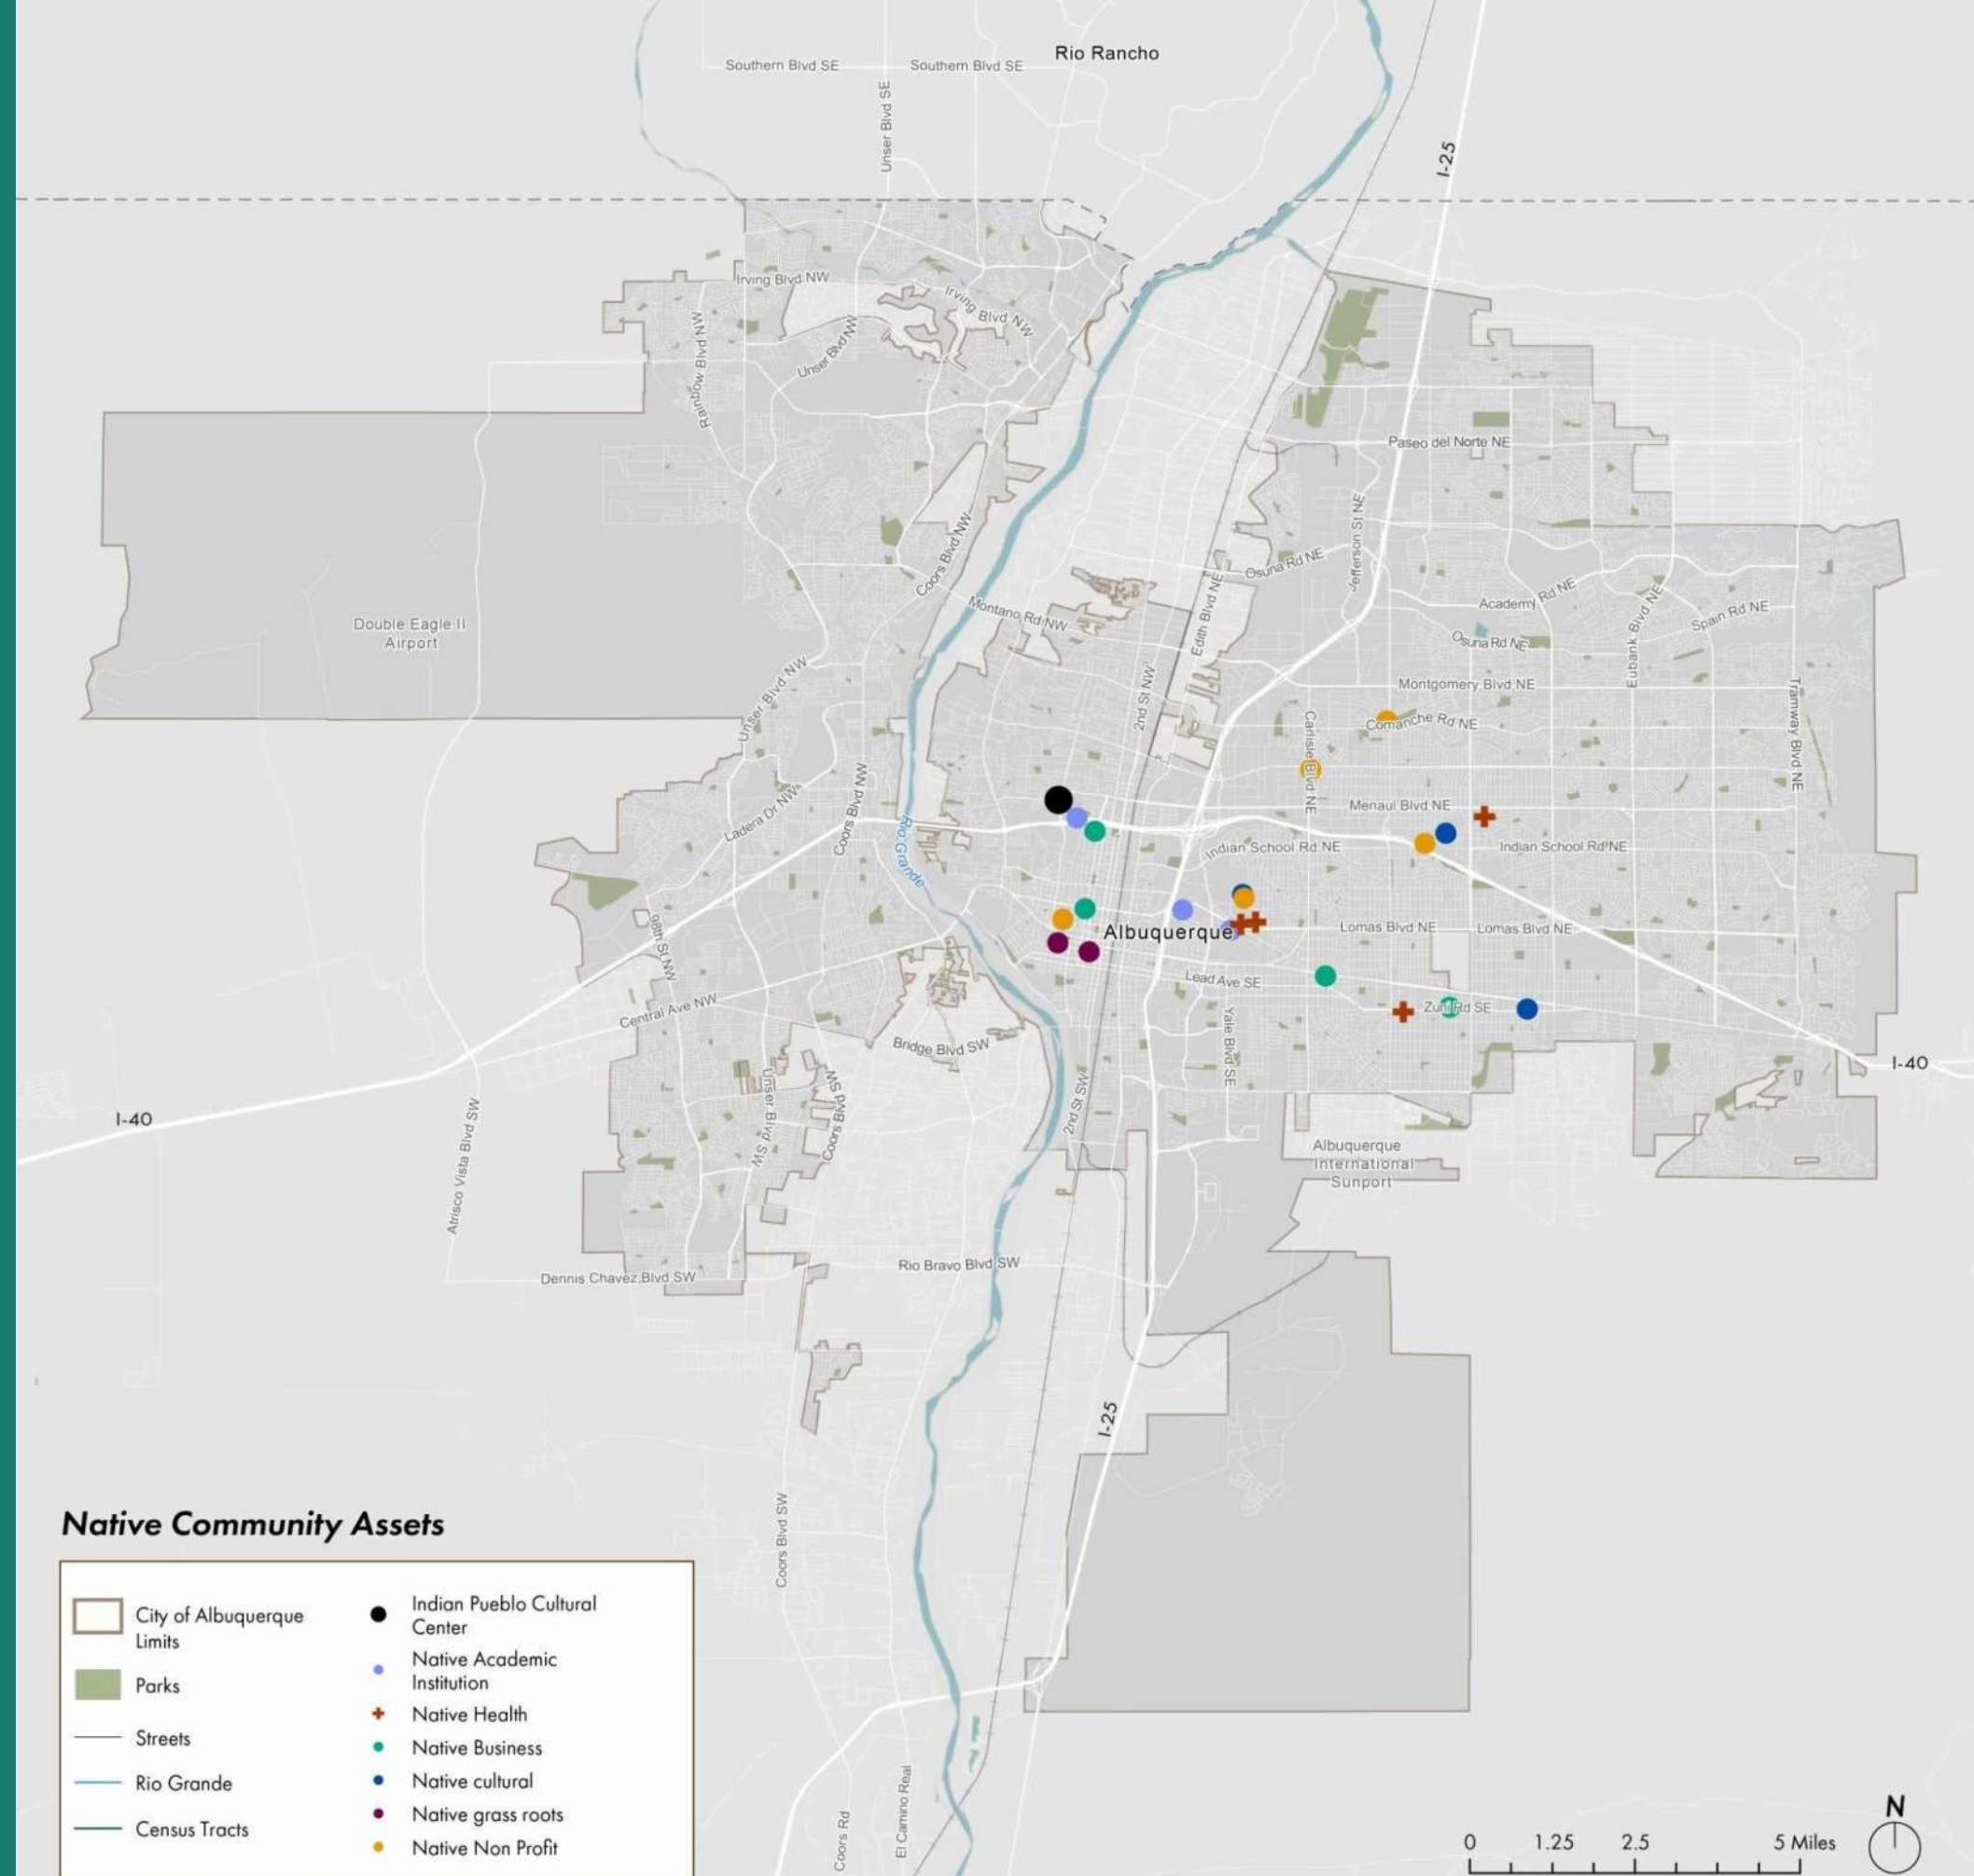 Rio Rancho
Southern Blvd SE
Southern Blvd SE
Unser Blvd SE
I-25
Irving Blvd NW
Irving Blvd NW
Rainbow Blvd NW
Unser Blvd NW
Paseo del Norte NE
Jefferson St NE
Coors Blvd NW
Osuna Rd NE
Edith Blvd NE
Montano Rd NW
Academy Rd NE
Eubank Blvd NE
Spain Rd NE
Osuna Rd NE
Double Eagle II
Airport
Unser Blvd NW
2nd St NW
Montgomery Blvd NE
Comanche Rd NE
Carlisle Blvd NE
Tramway Blvd NE
Ladera Dr NW
Coors Blvd NW
Menaul Blvd NE
Rio Grande
Indian School Rd NE
Indian School Rd NE
98th St NW
Albuquerque
Lomas Blvd NE
Lomas Blvd NE
Lead Ave SE
Central Ave NW
Zuni Rd SE
Yale Blvd SE
Bridge Blvd SW
I-40
I-40
Unser Blvd SW
Coors Blvd SW
2nd St SW
Atrisco Vista Blvd SW
Albuquerque
International
Sunport
Rio Bravo Blvd SW
Dennis Chavez Blvd SW
I-25
Coors Blvd SW
Coors Rd
El Camino Real
Native Community Assets
City of Albuquerque
Limits
Parks
Streets
Rio Grande
Census Tracts
Indian Pueblo Cultural
Center
Native Academic
Institution
Native Health
Native Business
Native cultural
Native grass roots
Native Non Profit
0 1.25 2.5 5 Miles
N